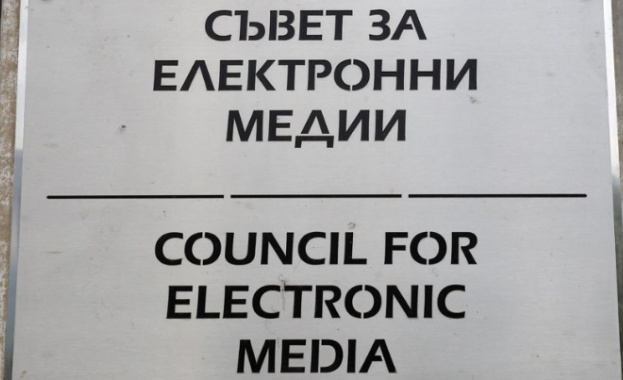 СЪВЕТ ЗА
ЕЛЕКТРОННИ
МЕДИИ
COUNCIL FOR
ELECTRONIC
MEDIA